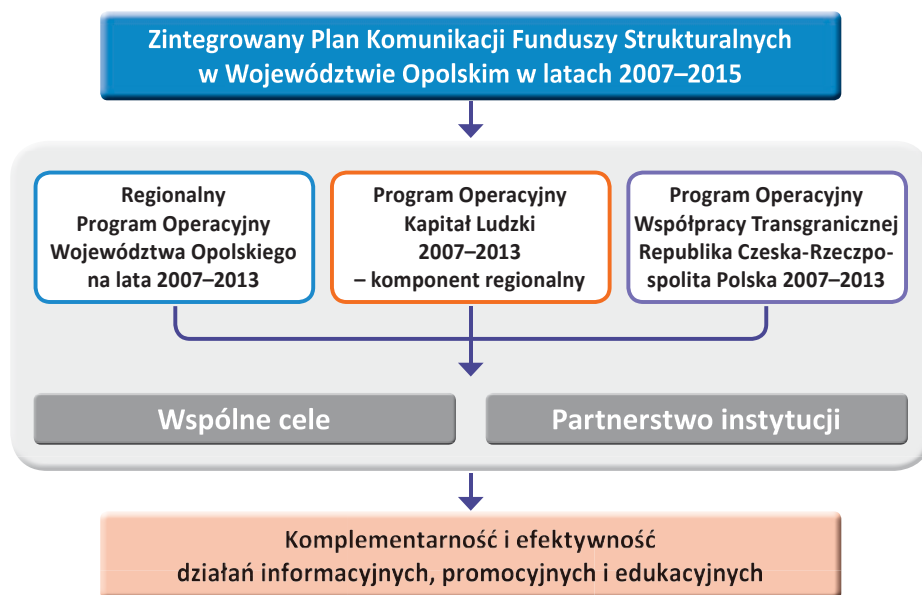 Zintegrowany Plan Komunikacji Funduszy Strukturalnych
w Województwie Opolskim w latach 2007–2015
Regionalny
Program Operacyjny
Województwa Opolskiego
na lata 2007–2013
Program Operacyjny
Kapitał Ludzki
2007–2013
– komponent regionalny
Program Operacyjny
Współpracy Transgranicznej
Republika Czeska-Rzeczpo-
spolita Polska 2007–2013
Wspólne cele
Partnerstwo instytucji
Komplementarność i efektywność
działań informacyjnych, promocyjnych i edukacyjnych